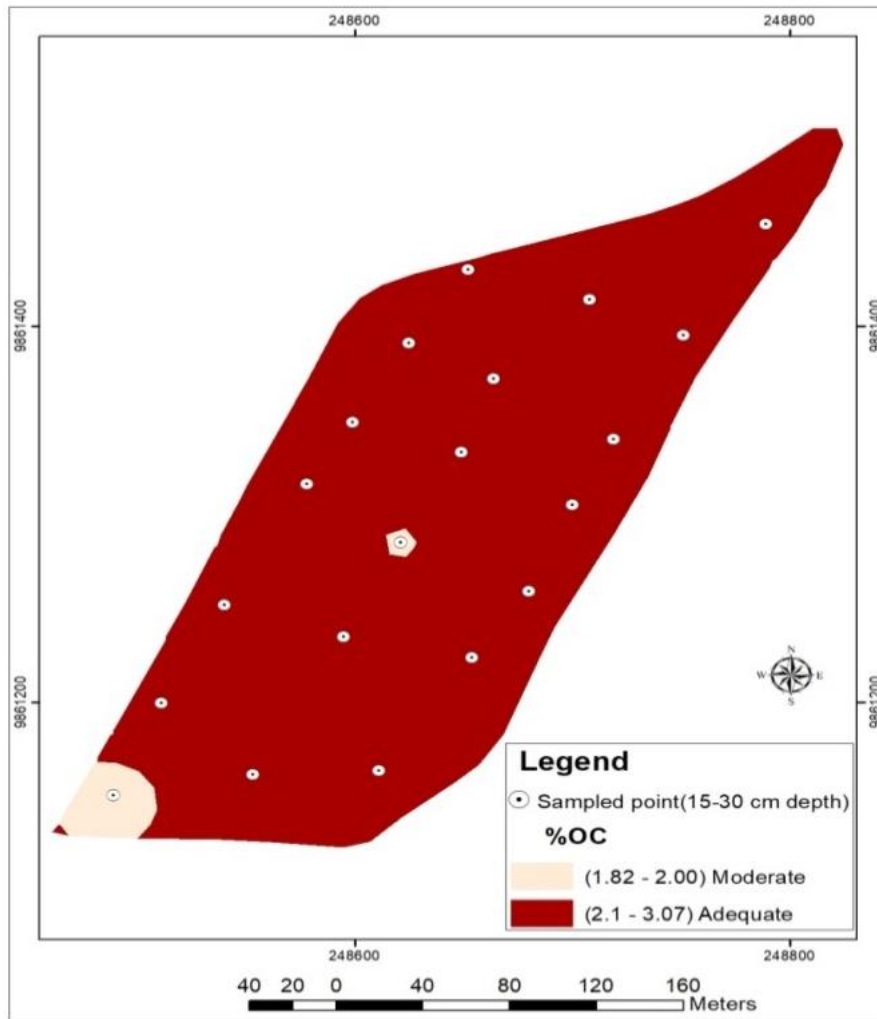 248600 248800
9861400 9861400
N
W E
S
9861200 9861200
Legend
Sampled point(15-30 cm depth)
%OC
(1.82 - 2.00) Moderate
(2.1 - 3.07) Adequate
248600 248800
40 20 0 40 80 120 160
Meters